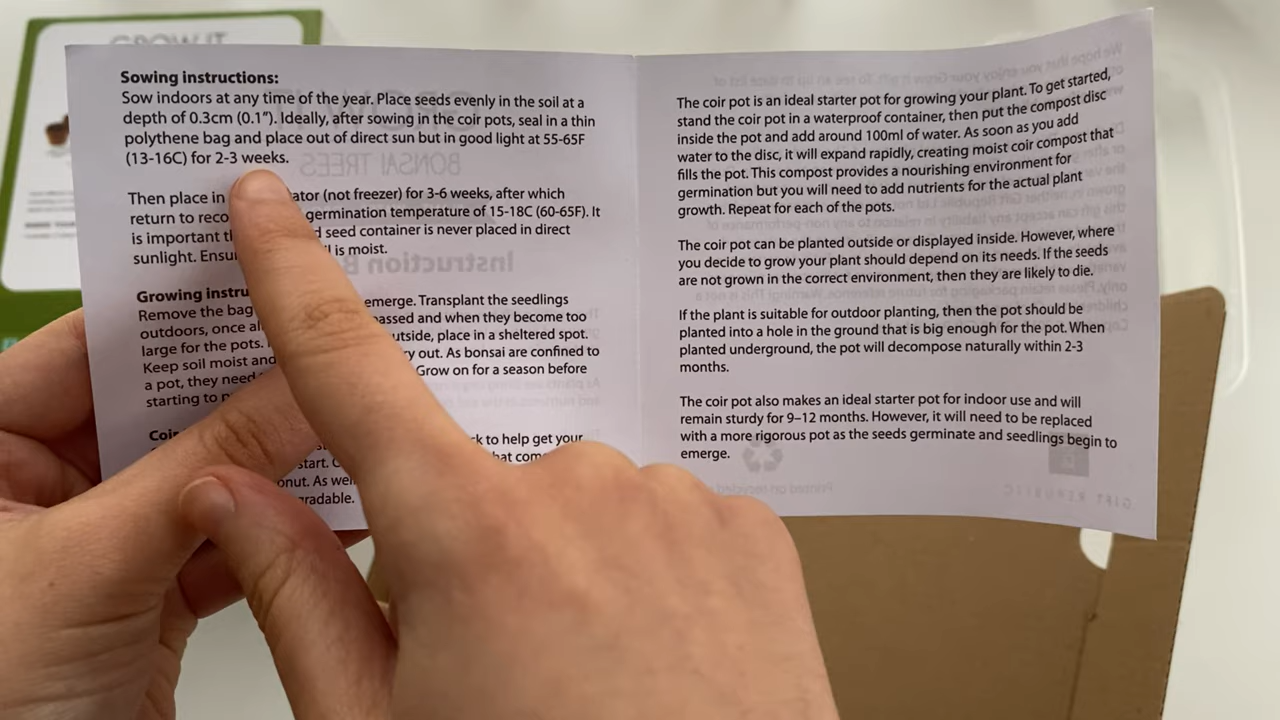 GROW IT
Sowing instructions:
Sow indoors at any time of the year. Place seeds evenly in the soil at a
depth of 0.3cm (0.1"). Ideally, after sowing in the coir pots, seal in a thin
polythene bag and place out of direct sun but in good light at 55-65F
(13-16C) for 2-3 weeks.
Then place in (not freezer) for 3-6 weeks, after which
return to germination temperature of 15-18C (60-65F). It
is important seed container is never placed in direct
sunlight. is moist.
Growing
Remove the bag emerge. Transplant the seedlings
outdoors, once passed and when they become too
large for the pots. outside, place in a sheltered spot.
Keep soil moist and out. As bonsai are confined to
a pot, they need Grow on for a season before
starting to
to help get your
start.
As well
The coir pot is an ideal starter pot for growing your plant. To get started,
stand the coir pot in a waterproof container, then put the compost disc
inside the pot and add around 100ml of water. As soon as you add
water to the disc, it will expand rapidly, creating moist coir compost that
fills the pot. This compost provides a nourishing environment for
germination but you will need to add nutrients for the actual plant
growth. Repeat for each of the pots.
The coir pot can be planted outside or displayed inside. However, where
you decide to grow your plant should depend on its needs. If the seeds
are not grown in the correct environment, then they are likely to die.
If the plant is suitable for outdoor planting, then the pot should be
planted into a hole in the ground that is big enough for the pot. When
planted underground, the pot will decompose naturally within 2-3
months.
The coir pot also makes an ideal starter pot for indoor use and will
remain sturdy for 9–12 months. However, it will need to be replaced
with a more rigorous pot as the seeds germinate and seedlings begin to
emerge.